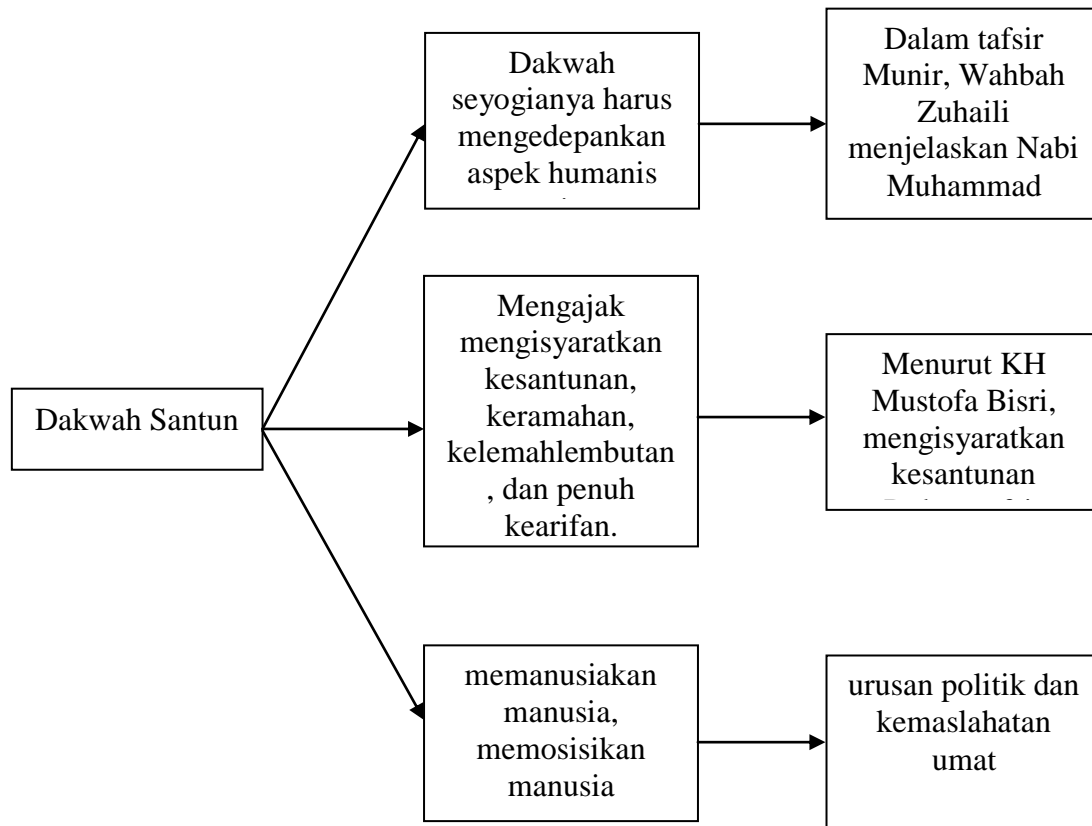 Dakwah
seyogianya harus
mengedepankan
aspek humanis
Dalam tafsir
Munir, Wahbah
Zuhaili
menjelaskan Nabi
Muhammad
Dakwah Santun
Mengajak
mengisyaratkan
kesantunan,
keramahan,
kelemahlembutan
, dan penuh
kearifan.
Menurut KH
Mustofa Bisri,
mengisyaratkan
kesantunan
memanusiakan
manusia,
memosisikan
manusia
urusan politik dan
kemaslahatan
umat